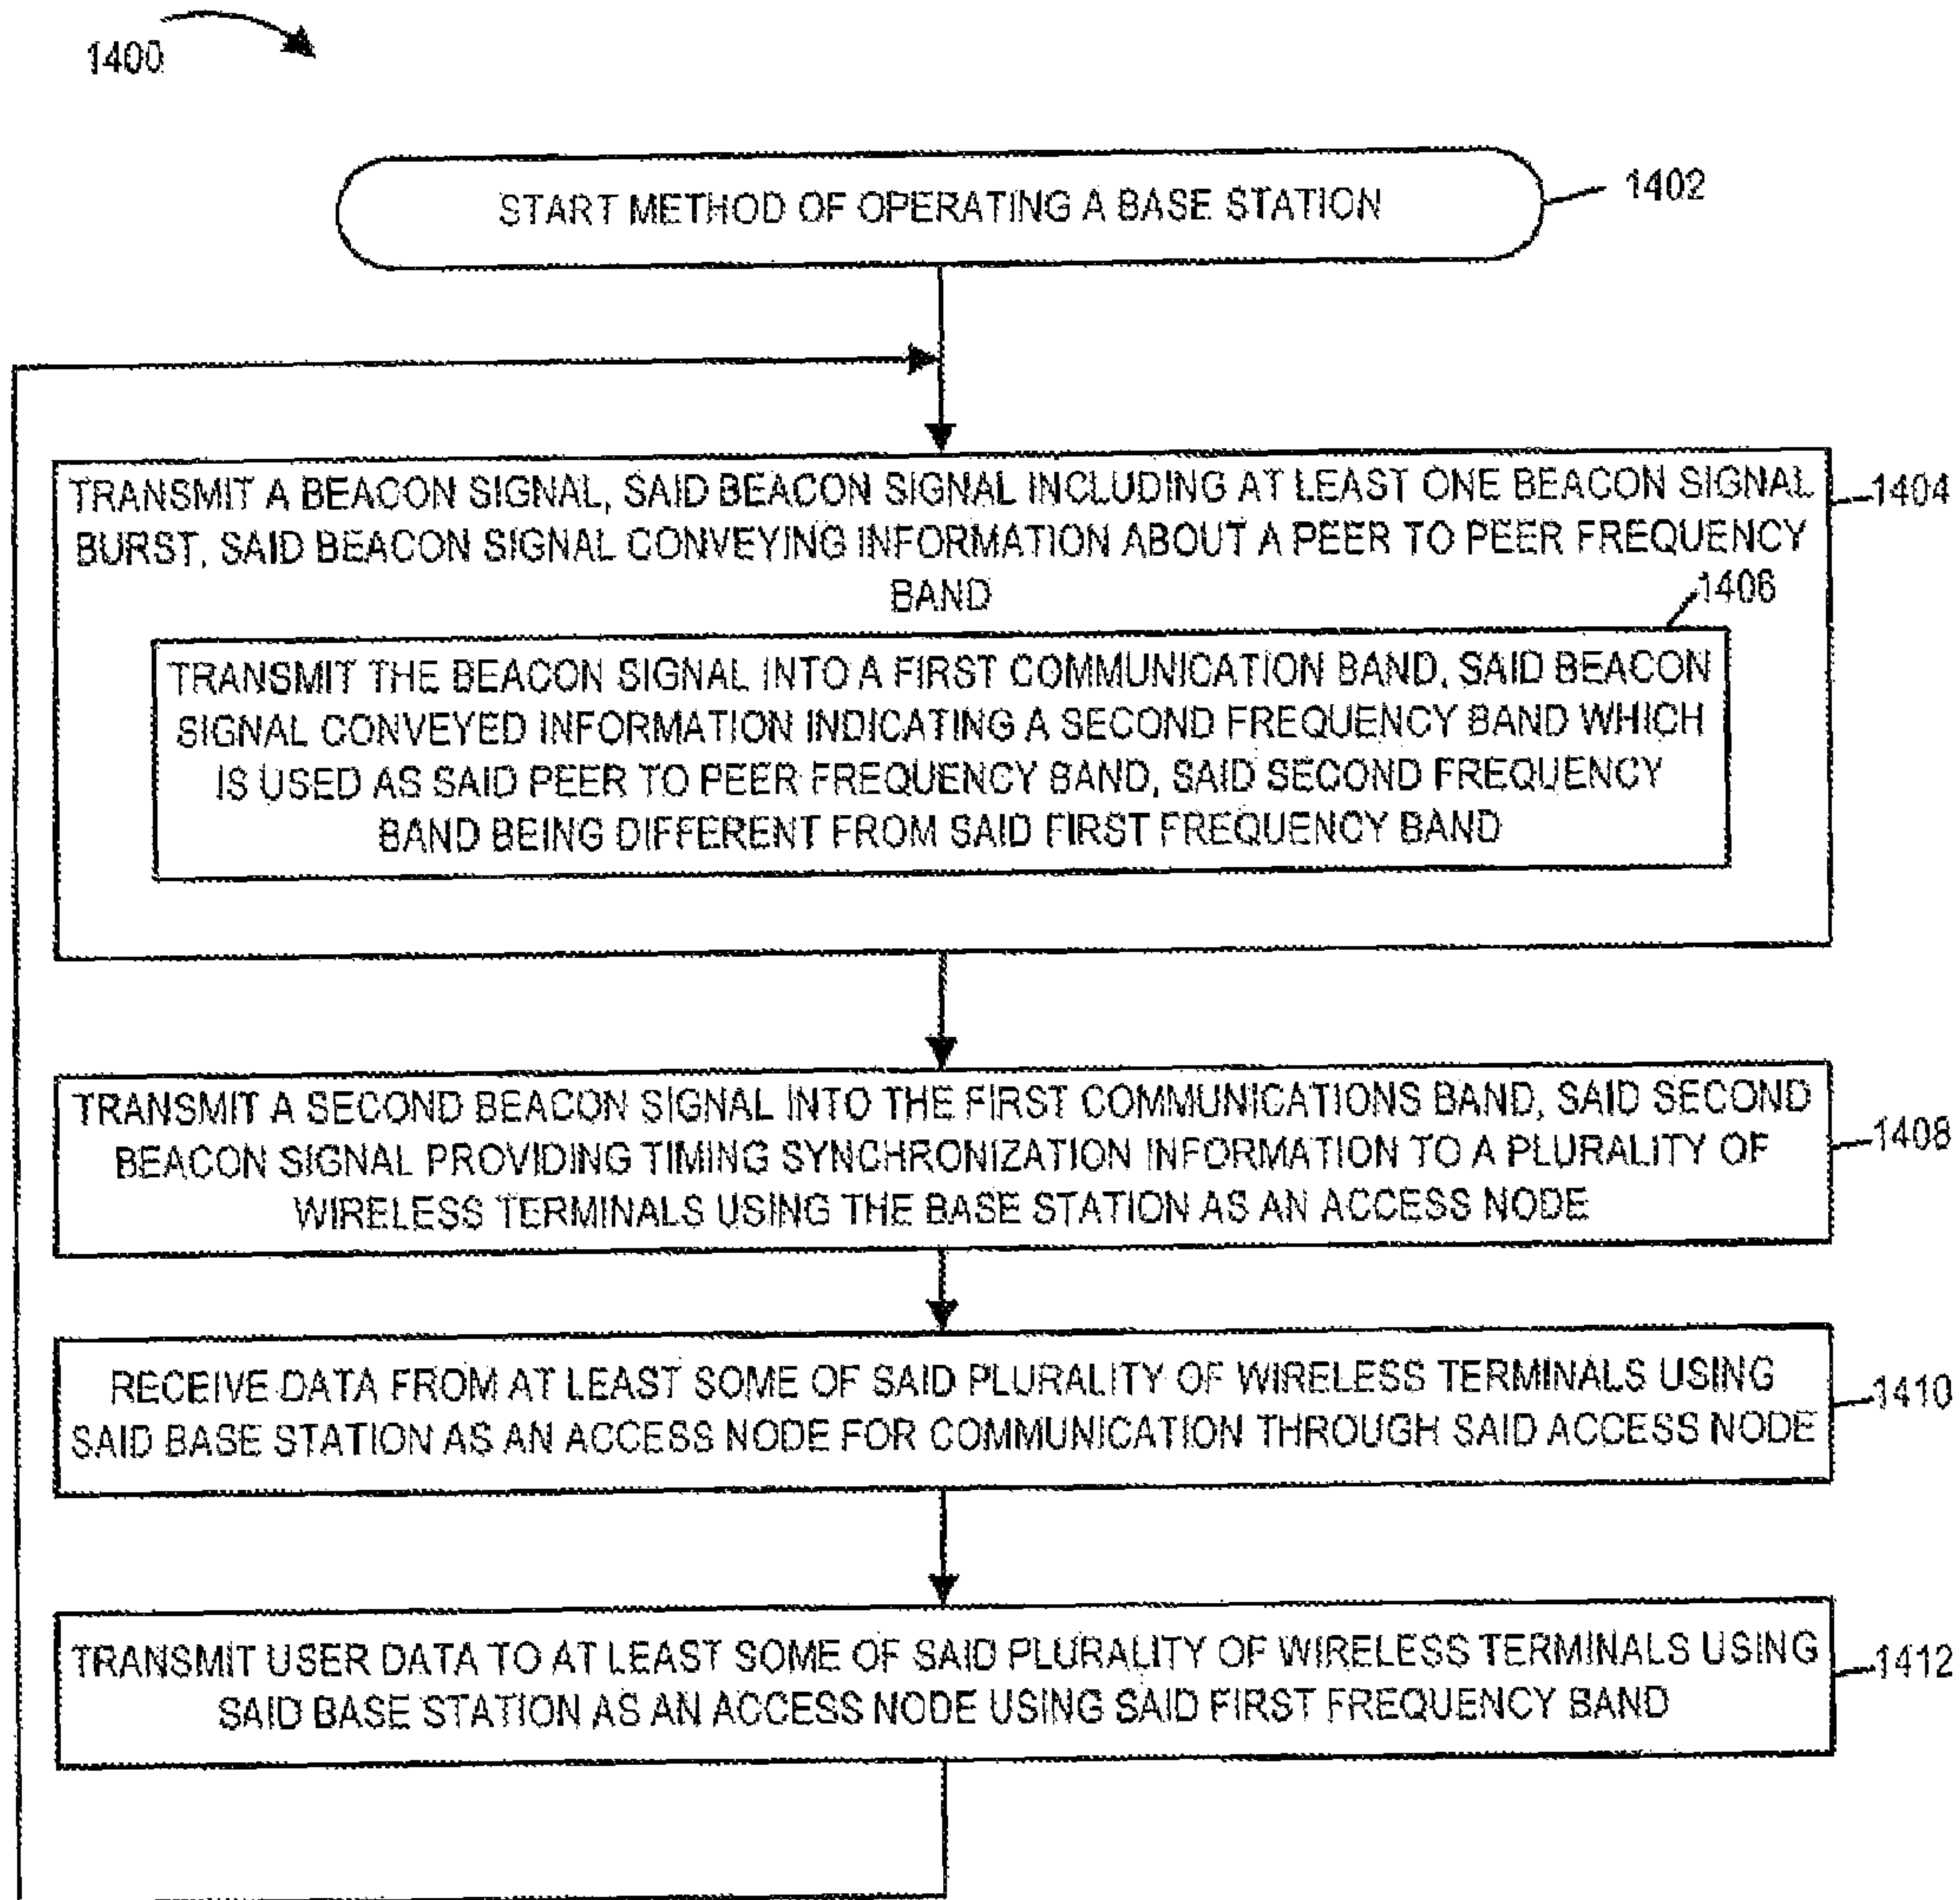 1400
START METHOD OF OPERATING A BASE STATION
1402
TRANSMIT A BEACON SIGNAL, SAID BEACON SIGNAL INCLUDING AT LEAST ONE BEACON SIGNAL
BURST, SAID BEACON SIGNAL CONVEYING INFORMATION ABOUT A PEER TO PEER FREQUENCY
BAND
1404
1406
TRANSMIT THE BEACON SIGNAL INTO A FIRST COMMUNICATION BAND, SAID BEACON
SIGNAL CONVEYED INFORMATION INDICATING A SECOND FREQUENCY BAND WHICH
IS USED AS SAID PEER TO PEER FREQUENCY BAND, SAID SECOND FREQUENCY
BAND BEING DIFFERENT FROM SAID FIRST FREQUENCY BAND
TRANSMIT A SECOND BEACON SIGNAL INTO THE FIRST COMMUNICATIONS BAND, SAID SECOND
BEACON SIGNAL PROVIDING TIMING SYNCHRONIZATION INFORMATION TO A PLURALITY OF
WIRELESS TERMINALS USING THE BASE STATION AS AN ACCESS NODE
1408
RECEIVE DATA FROM AT LEAST SOME OF SAID PLURALITY OF WIRELESS TERMINALS USING
SAID BASE STATION AS AN ACCESS NODE FOR COMMUNICATION THROUGH SAID ACCESS NODE
1410
TRANSMIT USER DATA TO AT LEAST SOME OF SAID PLURALITY OF WIRELESS TERMINALS USING
SAID BASE STATION AS AN ACCESS NODE USING SAID FIRST FREQUENCY BAND
1412